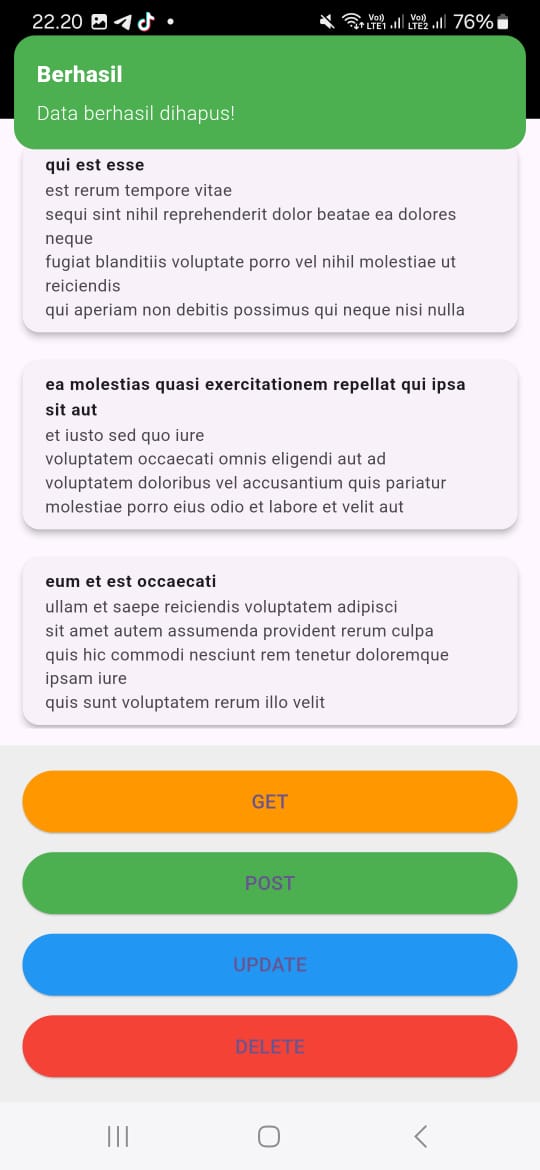 22.20 Vo) LTE1 Vo) LTE2 76%
Berhasil
Data berhasil dihapus!
qui est esse
est rerum tempore vitae
sequi sint nihil reprehenderit dolor beatae ea dolores
neque
fugiat blanditiis voluptate porro vel nihil molestiae ut
reiciendis
qui aperiam non debitis possimus qui neque nisi nulla
ea molestias quasi exercitationem repellat qui ipsa
sit aut
et iusto sed quo iure
voluptatem occaecati omnis eligendi aut ad
voluptatem doloribus vel accusantium quis pariatur
molestiae porro eius odio et labore et velit aut
eum et est occaecati
ullam et saepe reiciendis voluptatem adipisci
sit amet autem assumenda provident rerum culpa
quis hic commodi nesciunt rem tenetur doloremque
ipsam iure
quis sunt voluptatem rerum illo velit
GET
POST
UPDATE
DELETE